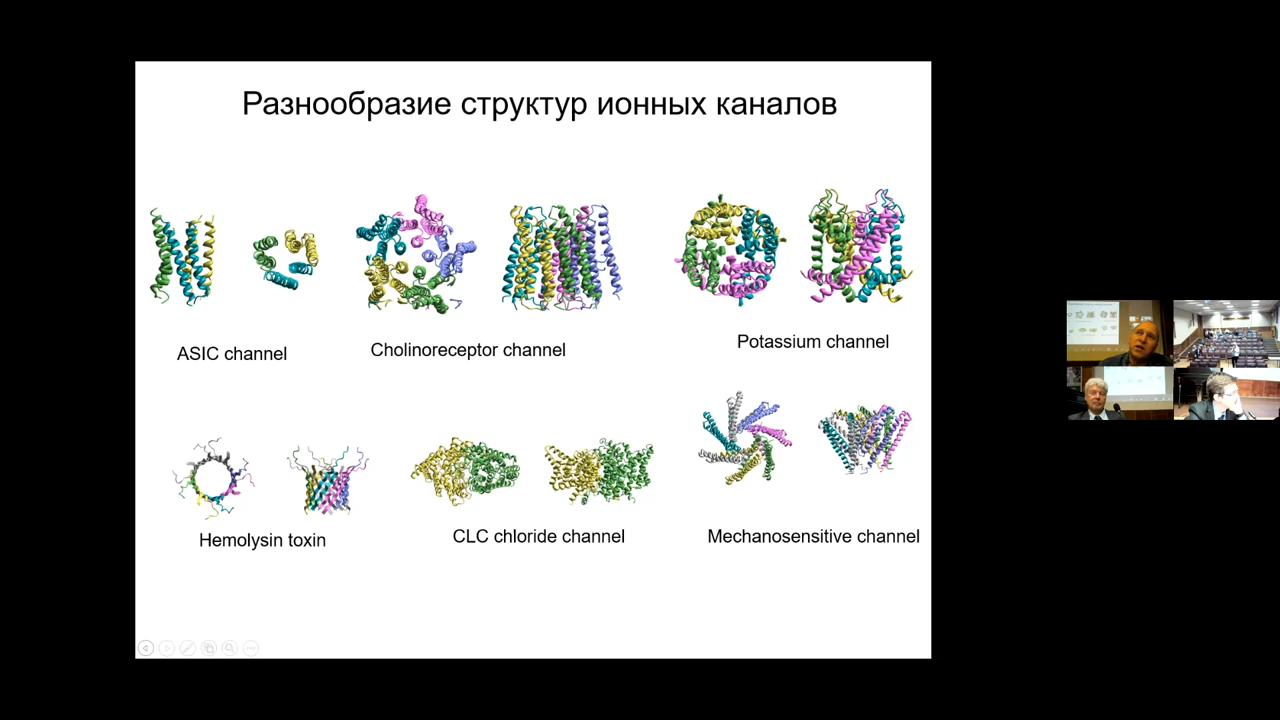 Разнообразие структур ионных каналов
ASIC channel
Cholinoreceptor channel
Potassium channel
Hemolysin toxin
CLC chloride channel
Mechanosensitive channel